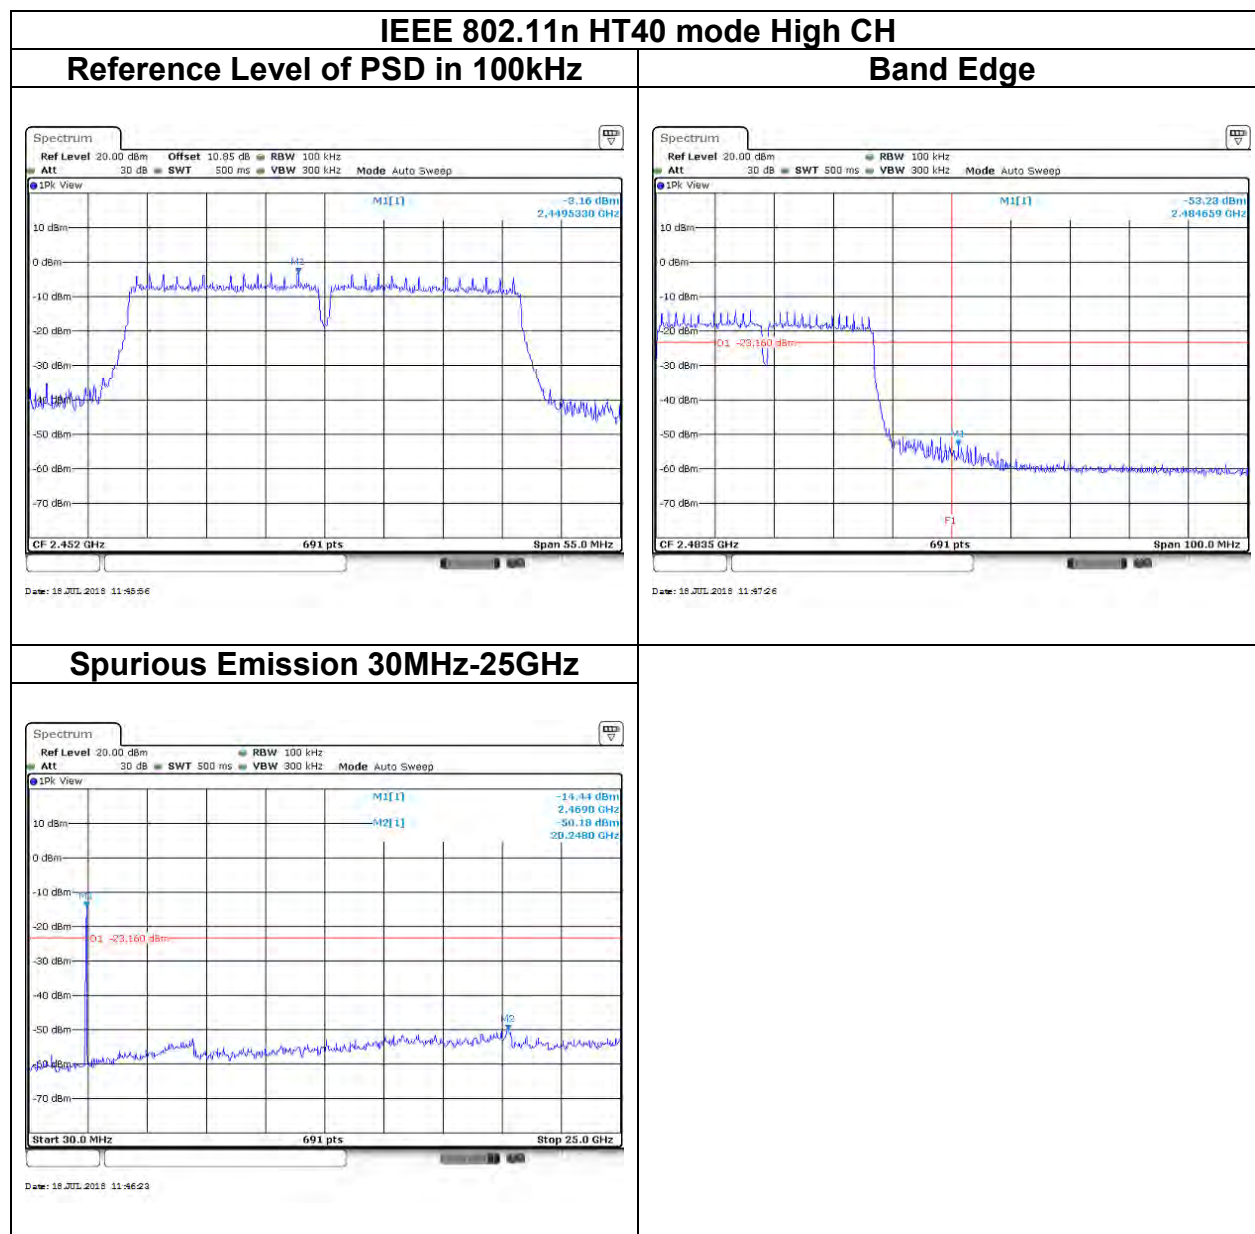 IEEE 802.11n HT40 mode High CH
Reference Level of PSD in 100kHz
Spectrum
Ref Level 20.00 dBm Offset 10.85 dB RBW 100 kHz
Att 30 dB SWT 500 ms VBW 300 kHz Mode Auto Sweep
1Pk View
M1[1] -3.16 dBm
2.4495330 GHz
10 dBm
0 dBm
M1
-10 dBm
-20 dBm
-30 dBm
-40 dBm
-50 dBm
-60 dBm
-70 dBm
CF 2.452 GHz 691 pts Span 55.0 MHz
Date: 18.JUL.2018 11:45:56
Band Edge
Spectrum
Ref Level 20.00 dBm RBW 100 kHz
Att 30 dB SWT 500 ms VBW 300 kHz Mode Auto Sweep
1Pk View
M1[1] -53.23 dBm
2.484659 GHz
10 dBm
0 dBm
-10 dBm
-20 dBm
D1 -23.160 dBm
-30 dBm
-40 dBm
-50 dBm
M1
-60 dBm
-70 dBm
F1
CF 2.4835 GHz 691 pts Span 100.0 MHz
Date: 18.JUL.2018 11:47:26
Spurious Emission 30MHz-25GHz
Spectrum
Ref Level 20.00 dBm RBW 100 kHz
Att 30 dB SWT 500 ms VBW 300 kHz Mode Auto Sweep
1Pk View
M1[1] -14.44 dBm
2.4690 GHz
M2[1] -50.18 dBm
20.2480 GHz
10 dBm
0 dBm
-10 dBm
M1
-20 dBm
D1 -23.160 dBm
-30 dBm
-40 dBm
-50 dBm
M2
-60 dBm
-70 dBm
Start 30.0 MHz 691 pts Stop 25.0 GHz
Date: 18.JUL.2018 11:46:23